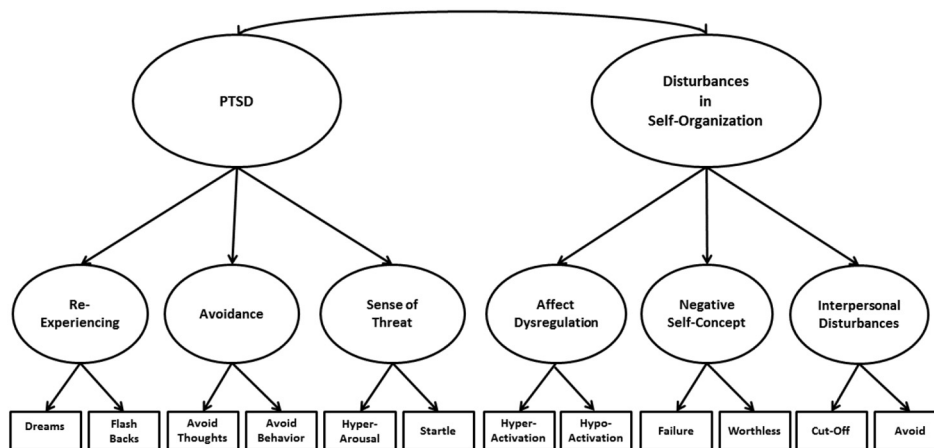 PTSD
Disturbances
in
Self-Organization
Re-
Experiencing
Avoidance
Sense of
Threat
Affect
Dysregulation
Negative
Self-Concept
Interpersonal
Disturbances
Dreams
Flash
Backs
Avoid
Thoughts
Avoid
Behavior
Hyper-
Arousal
Startle
Hyper-
Activation
Hypo-
Activation
Failure
Worthless
Cut-Off
Avoid